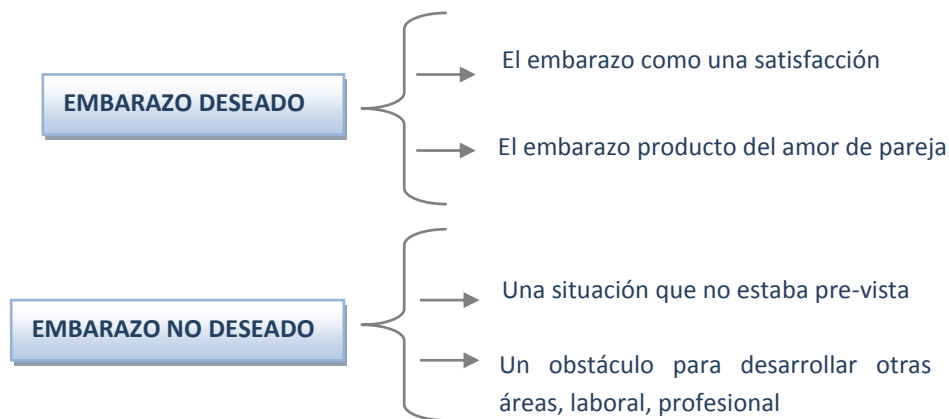 EMBARAZO DESEADO
El embarazo como una satisfacción
El embarazo producto del amor de pareja
EMBARAZO NO DESEADO
Una situación que no estaba pre-vista
Un obstáculo para desarrollar otras
áreas, laboral, profesional